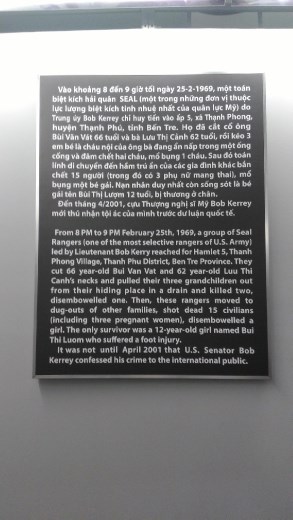 Vào khoảng 8 đến 9 giờ tối ngày 25-2-1969, một toán
biệt kích hải quân SEAL (một trong những đơn vị thuộc
lực lượng biệt kích tinh nhuệ nhất của quân lực Mỹ) do
Trung úy Bob Kerrey chỉ huy tiến vào ấp 5, xã Thạnh Phong,
huyện Thạnh Phú, tỉnh Bến Tre. Họ đã cắt cổ ông
Bùi Văn Vát 66 tuổi và bà Lưu Thị Cảnh 62 tuổi, rồi kéo 3
em bé là cháu nội của ông bà đang ẩn nấp trong một ống
cống và đâm chết hai cháu, mổ bụng 1 cháu. Sau đó toán
lính di chuyển đến hầm trú ẩn của các gia đình khác bắn
chết 15 người (trong đó có 3 phụ nữ mang thai), mổ
bụng một bé gái. Nạn nhân duy nhất còn sống sót là bé
gái tên Bùi Thị Lượm 12 tuổi, bị thương ở chân.
Đến tháng 4/2001, cựu Thượng nghị sĩ Mỹ Bob Kerrey
mới thú nhận tội ác của mình trước dư luận quốc tế.
From 8 PM to 9 PM February 25th, 1969, a group of Seal
Rangers (one of the most selective rangers of U.S. Army)
led by Lieutenant Bob Kerry reached for Hamlet 5, Thanh
Phong Village, Thanh Phu District, Ben Tre Province. They
cut 66 year-old Bui Van Vat and 62 year-old Luu Thi
Canh's necks and pulled their three grandchildren out
from their hiding place in a drain and killed two,
disembowelled one. Then, these rangers moved to
dug-outs of other families, shot dead 15 civilians
(including three pregnant women), disembowelled a
girl. The only survivor was a 12-year-old girl named Bui
Thi Luom who suffered a foot injury.
It was not until April 2001 that U.S. Senator Bob
Kerrey confessed his crime to the international public.